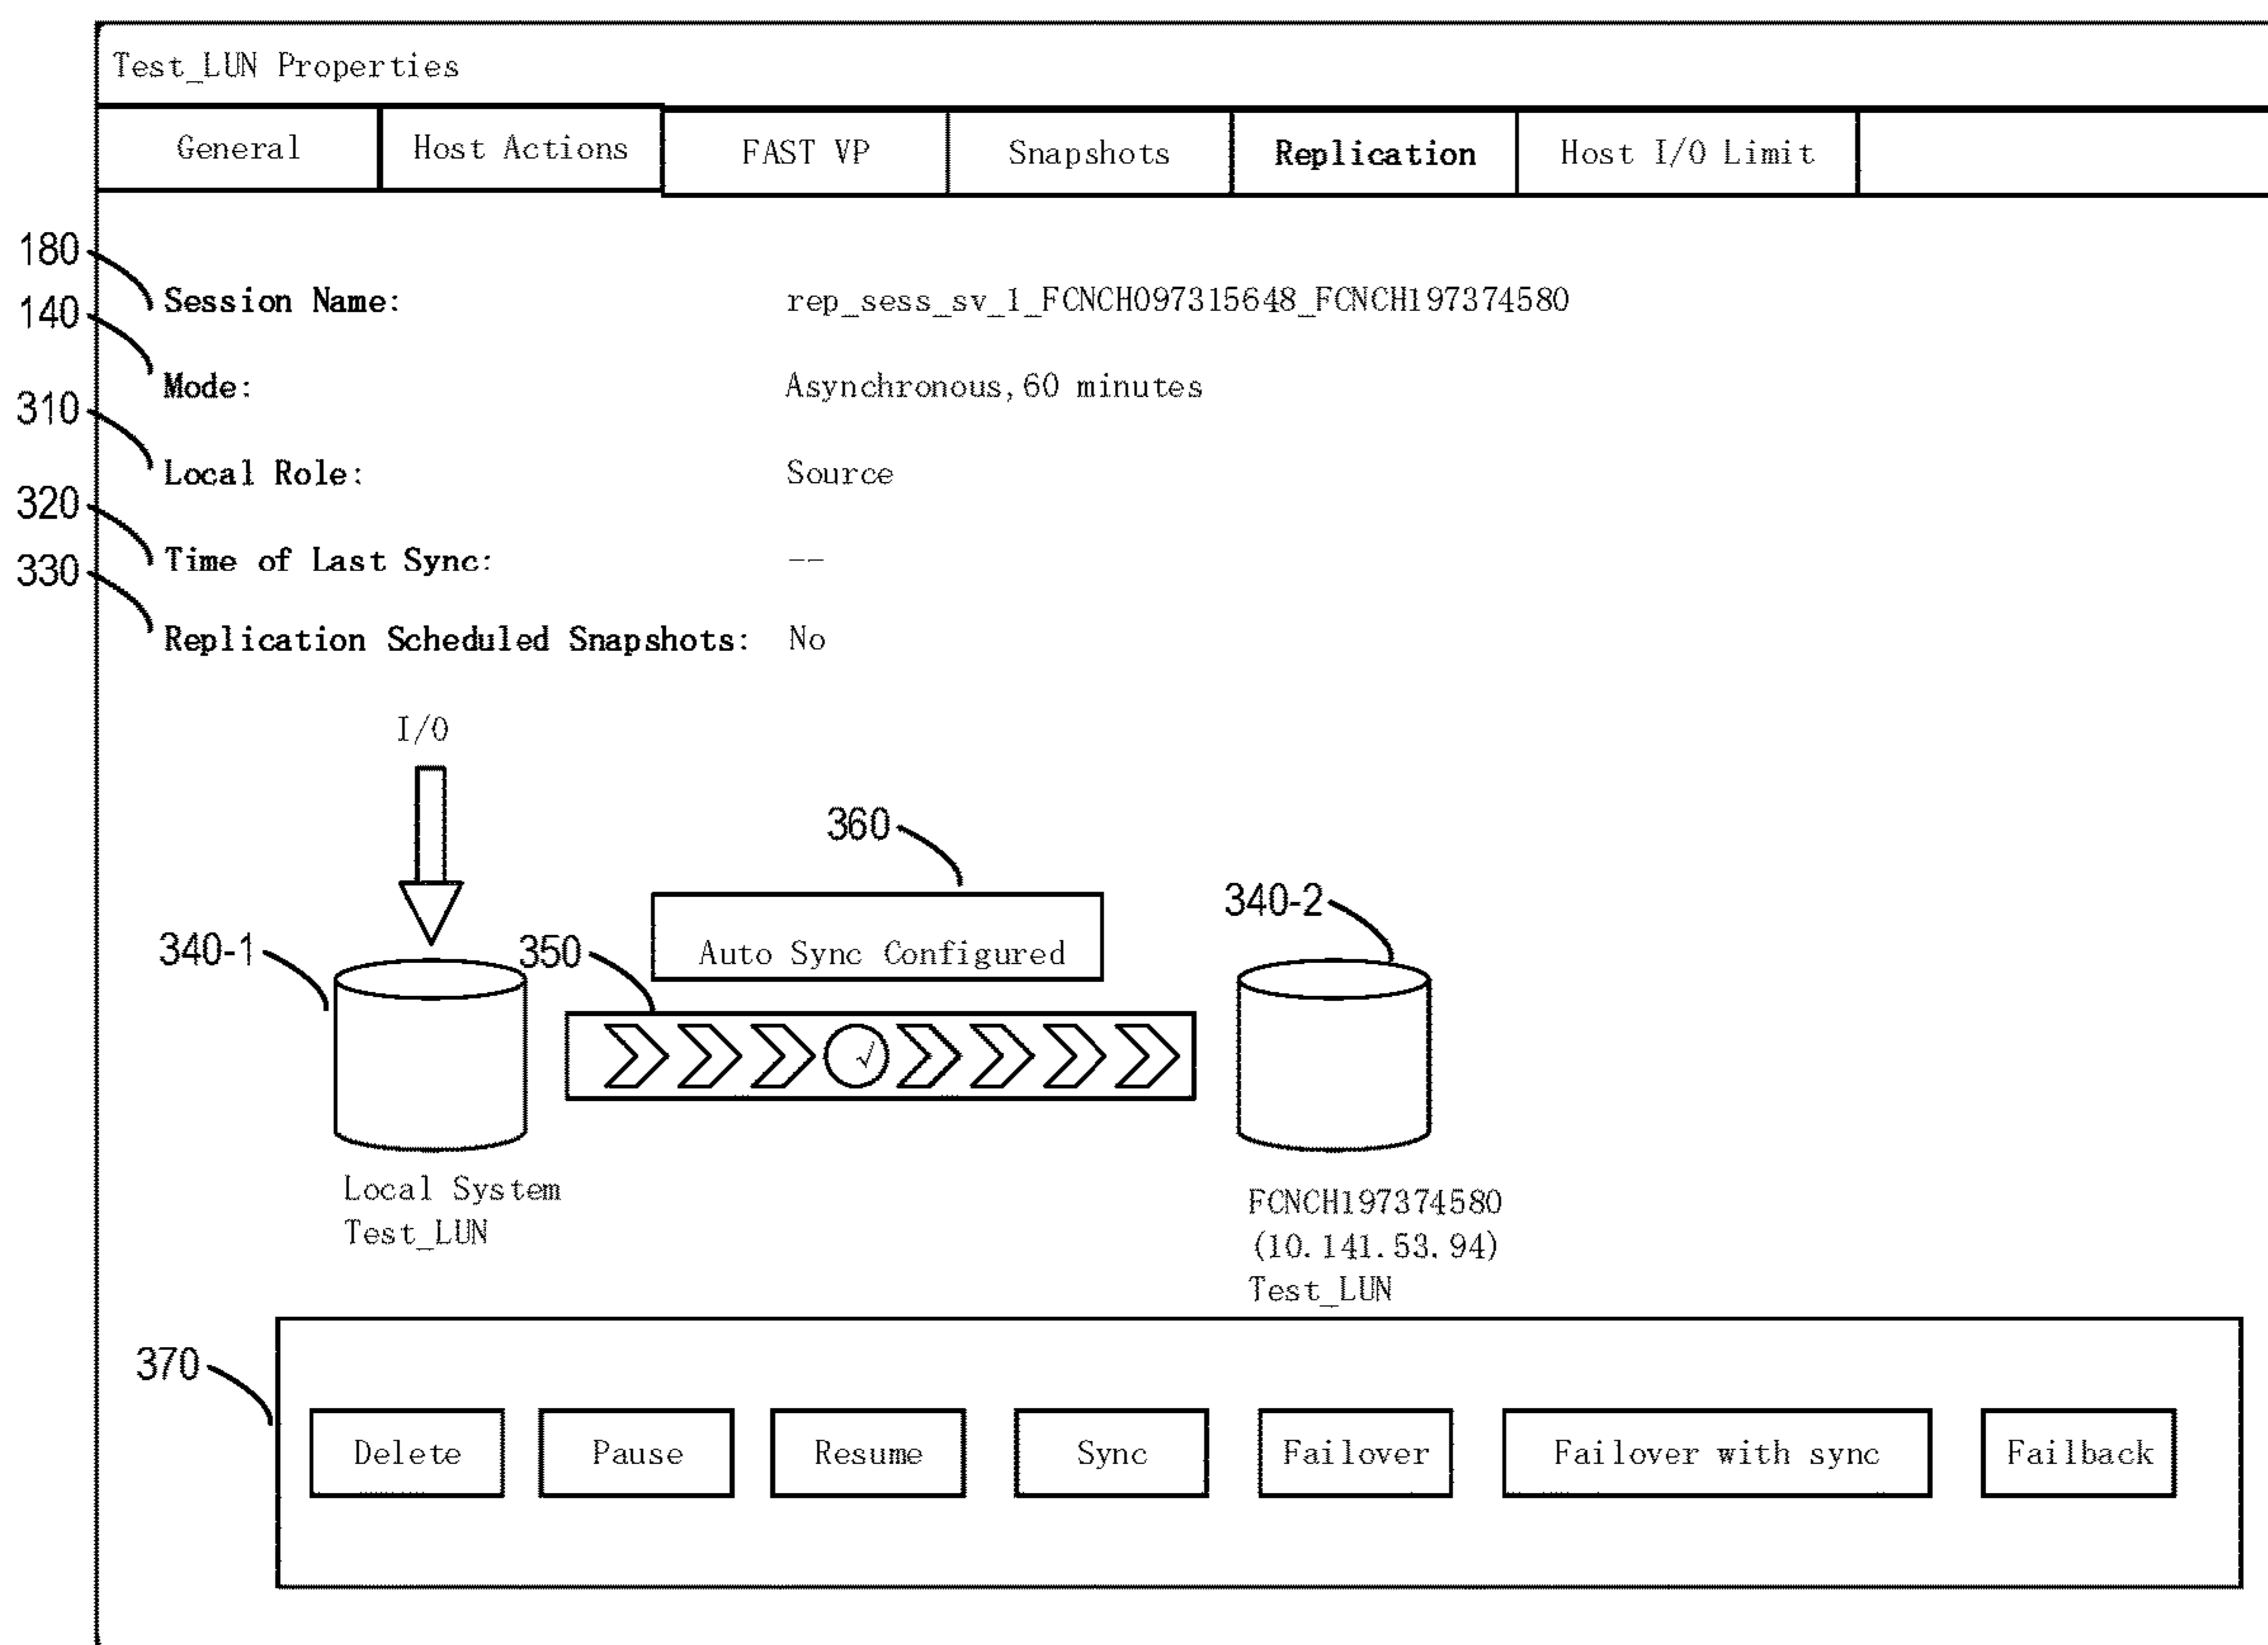 Test_LUN Properties
General Host Actions FAST VP Snapshots Replication Host I/O Limit
180
Session Name: rep_sess_sv_1_FCNCH097315648_FCNCH197374580
140
Mode: Asynchronous,60 minutes
310
Local Role: Source
320
Time of Last Sync: --
330
Replication Scheduled Snapshots: No
I/O
360
340-2
340-1
350
Auto Sync Configured
√
Local System
Test_LUN
FCNCH197374580
(10.141.53.94)
Test_LUN
370
Delete Pause Resume Sync Failover Failover with sync Failback